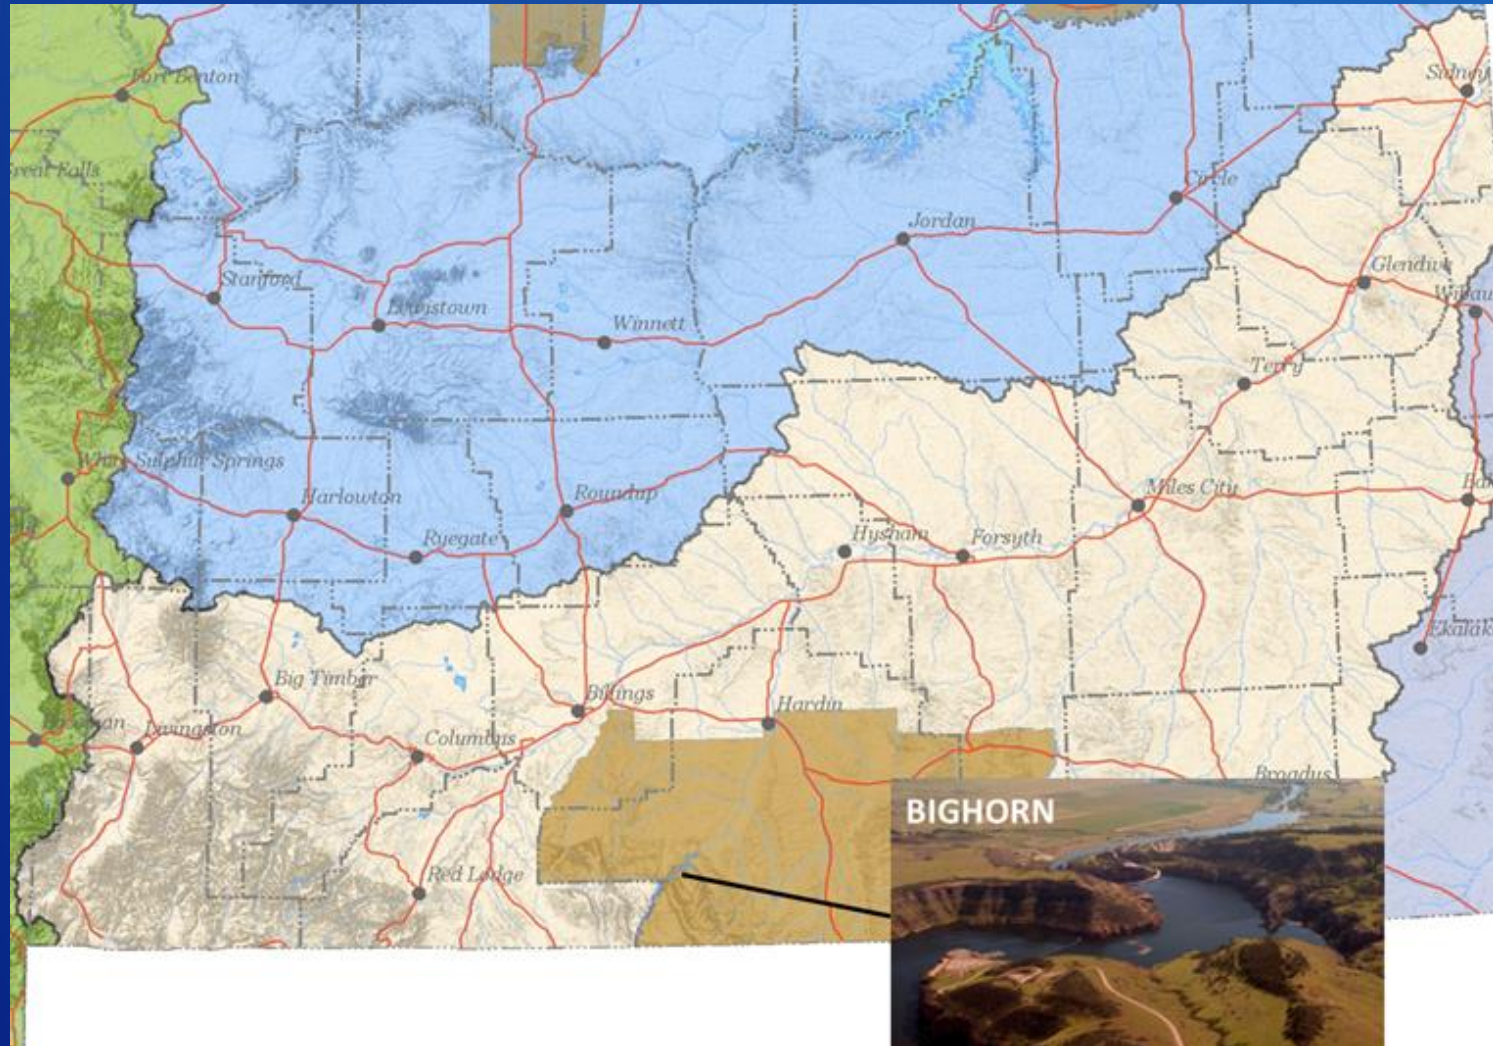 Fort Benton
Sidney
Great Falls
Circle
Jordan
Stanford
Glendive
Lewistown
Winnett
Terry
White Sulphur Springs
Harlowton
Roundup
Miles City
Ryegate
Hysham
Forsyth
Big Timber
Billings
Hardin
Livingston
Columbus
Broadus
BIGHORN
Red Lodge